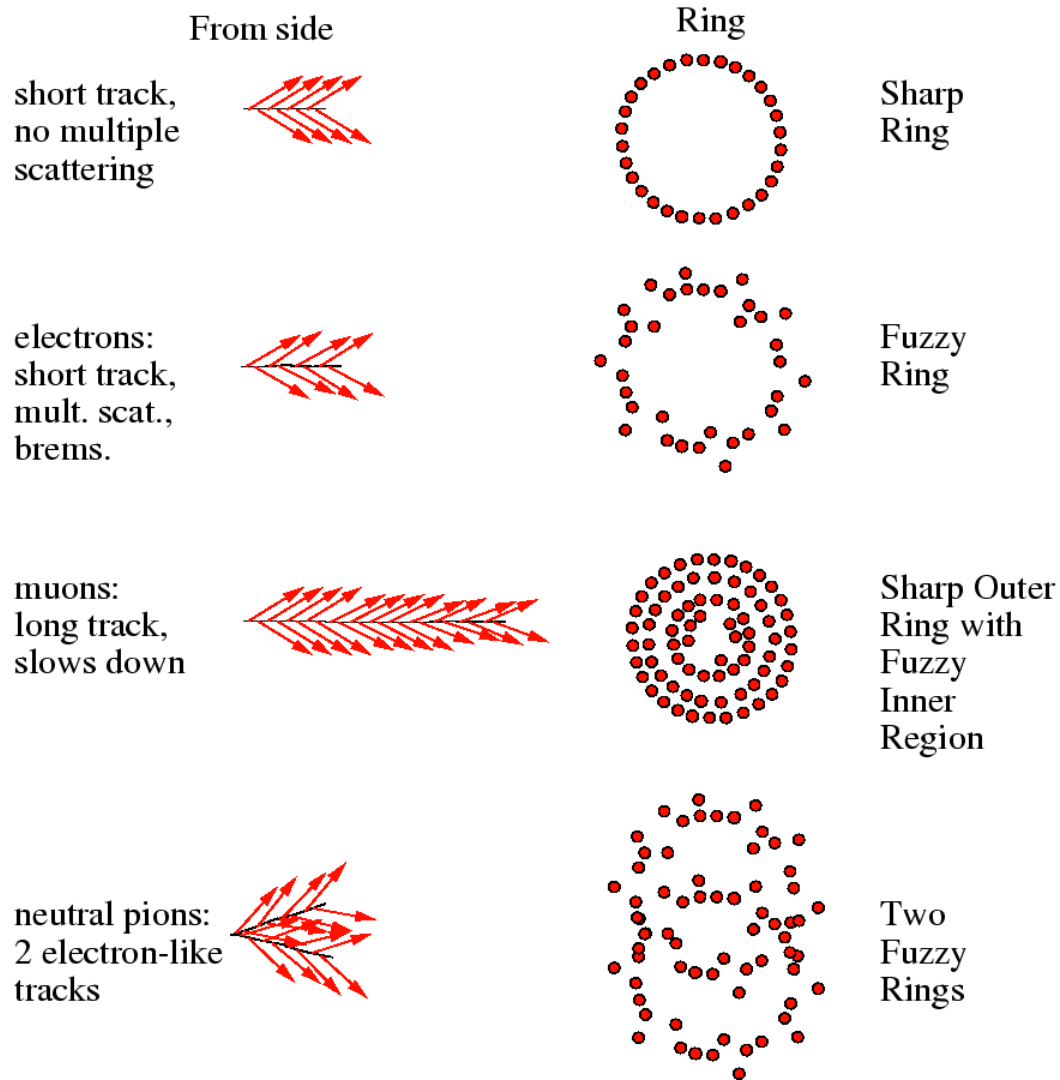 From side
Ring
short track,
no multiple
scattering
Sharp
Ring
electrons:
short track,
mult. scat.,
brems.
Fuzzy
Ring
muons:
long track,
slows down
Sharp Outer
Ring with
Fuzzy
Inner
Region
neutral pions:
2 electron-like
tracks
Two
Fuzzy
Rings